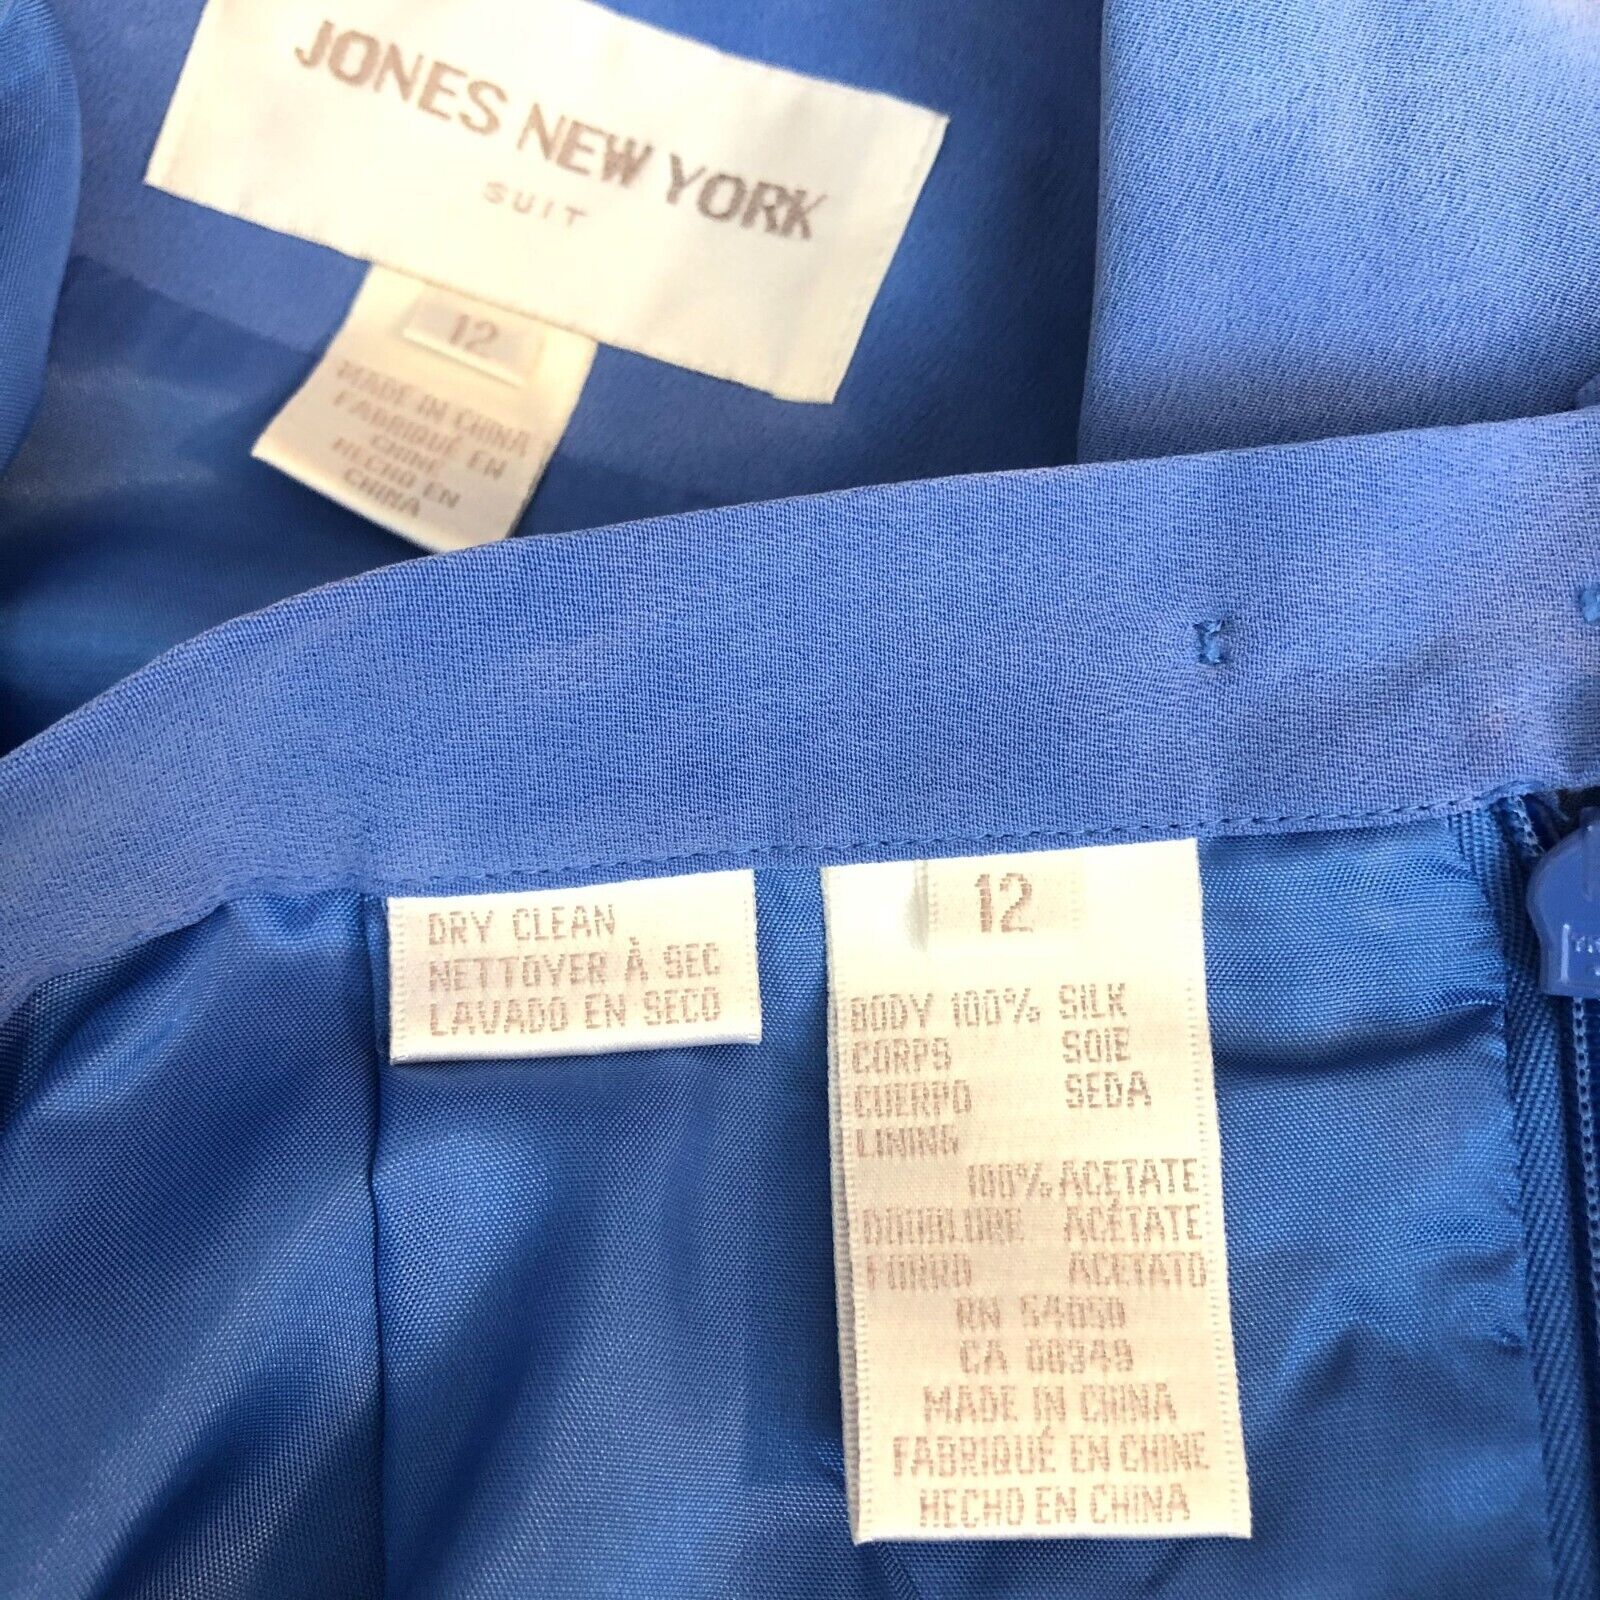 JONES NEW YORK
SUIT
12
MADE IN CHINA
FABRIQUÉ EN
CHINE
HECHO EN
CHINA
DRY CLEAN
NETTOYER À SEC
LAVADO EN SECO
12
BODY 100% SILK
CORPS SOIE
CUERPO SEDA
LINING
100% ACETATE
DOUBLURE ACÉTATE
FORRO ACETATO
RN 54050
CA 00349
MADE IN CHINA
FABRIQUÉ EN CHINE
HECHO EN CHINA